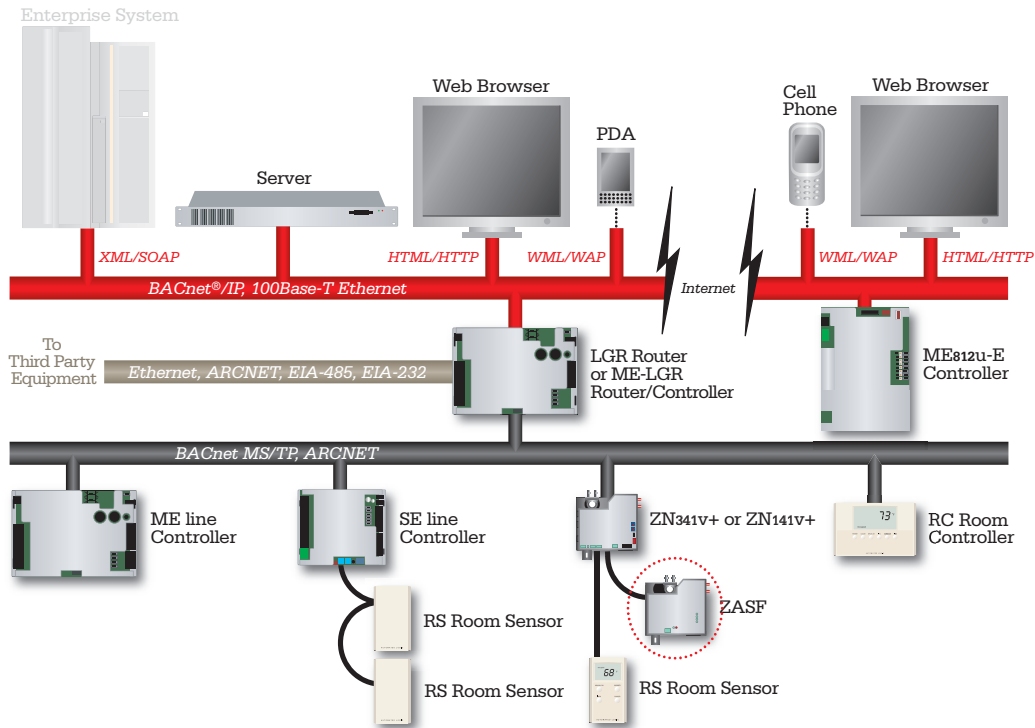 Enterprise System
Server
Web Browser
PDA
Cell
Phone
Web Browser
XML/SOAP
HTML/HTTP
WML/WAP
WML/WAP
HTML/HTTP
BACnet®/IP, 100Base-T Ethernet
Internet
To
Third Party
Equipment
Ethernet, ARCNET, EIA-485, EIA-232
LGR Router
or ME-LGR
Router/Controller
ME812u-E
Controller
BACnet MS/TP, ARCNET
ME line
Controller
SE line
Controller
ZN341v+ or ZN141v+
73°
RC Room
Controller
RS Room Sensor
ZASF
RS Room Sensor
68°
RS Room Sensor